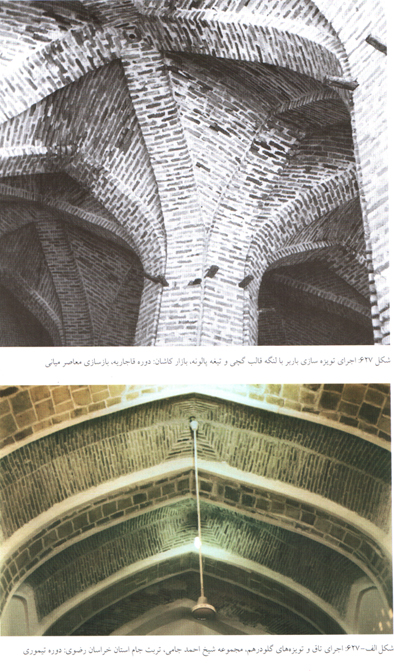 شکل ۶۲۷: اجرای تویزه سازی باربر با لنگه قالب گچی و تیغه پالونه، بازار کاشان: دوره قاجاریه، بازسازی معاصر میانی
شکل الف-۶۲۷: اجرای تاق و تویزه‌های گلودرهم، مجموعه شیخ احمد جامی، تربت جام استان خراسان رضوی: دوره تیموری